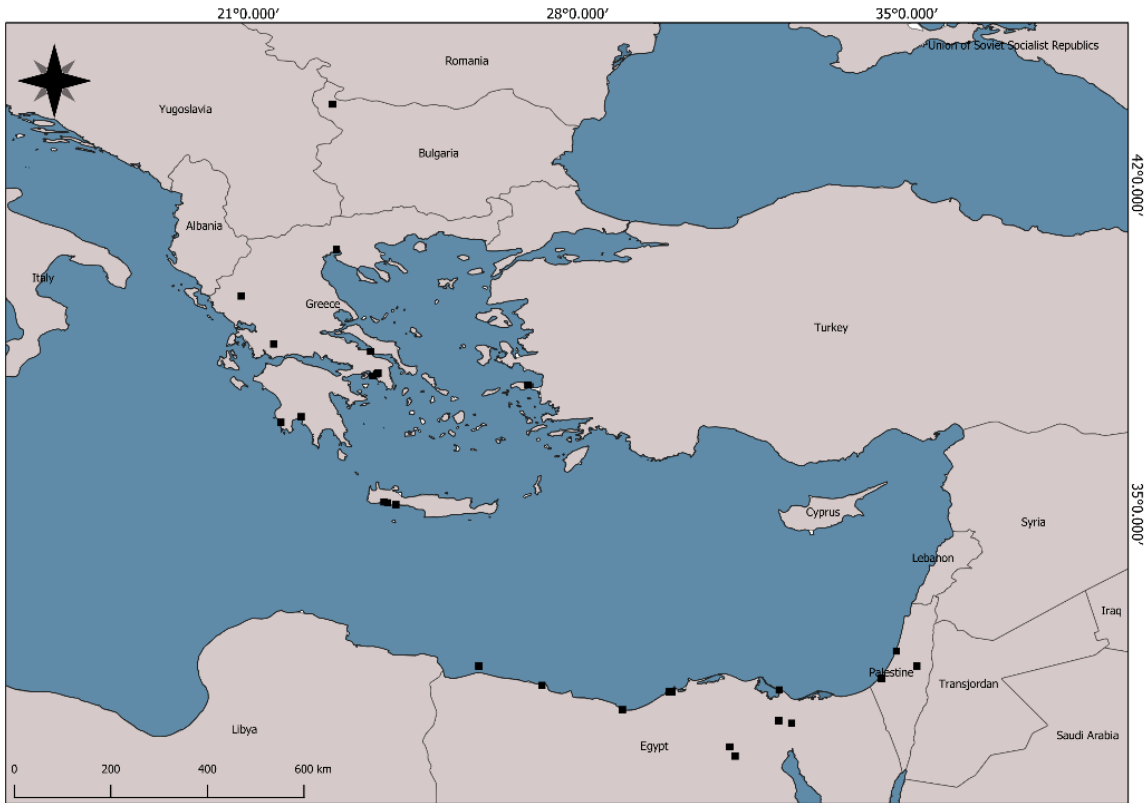 21°0.000′ 28°0.000′ 35°0.000′
Union of Soviet Socialist Republics
Romania
Yugoslavia
Bulgaria
42°0.000′
Albania
Italy
Greece
Turkey
35°0.000′
Cyprus
Syria
Lebanon
Iraq
Palestine
Transjordan
Libya
Egypt
Saudi Arabia
0 200 400 600 km